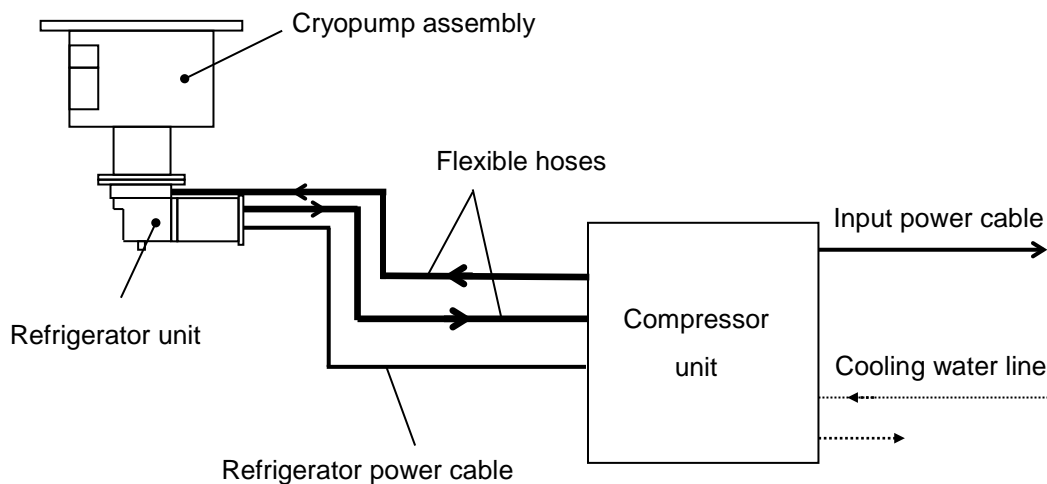 Cryopump assembly
Flexible hoses
Input power cable
Refrigerator unit
Compressor
unit
Cooling water line
Refrigerator power cable